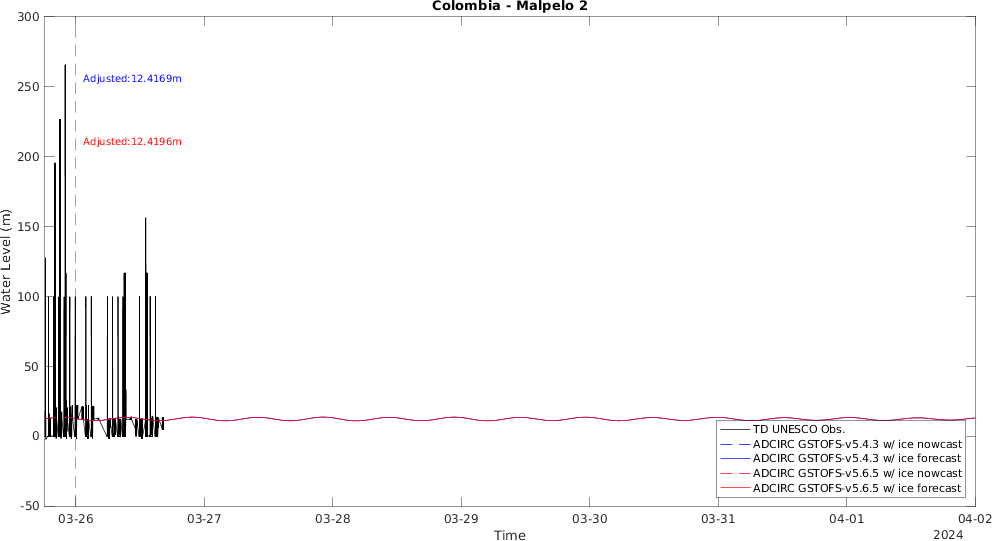 Colombia - Malpelo 2
300
250
200
150
100
50
0
-50
Water Level (m)
Adjusted:12.4169m
Adjusted:12.4196m
TD UNESCO Obs.
ADCIRC GSTOFS-v5.4.3 w/ ice nowcast
ADCIRC GSTOFS-v5.4.3 w/ ice forecast
ADCIRC GSTOFS-v5.6.5 w/ ice nowcast
ADCIRC GSTOFS-v5.6.5 w/ ice forecast
03-26 03-27 03-28 03-29 03-30 03-31 04-01 04-02
Time
2024